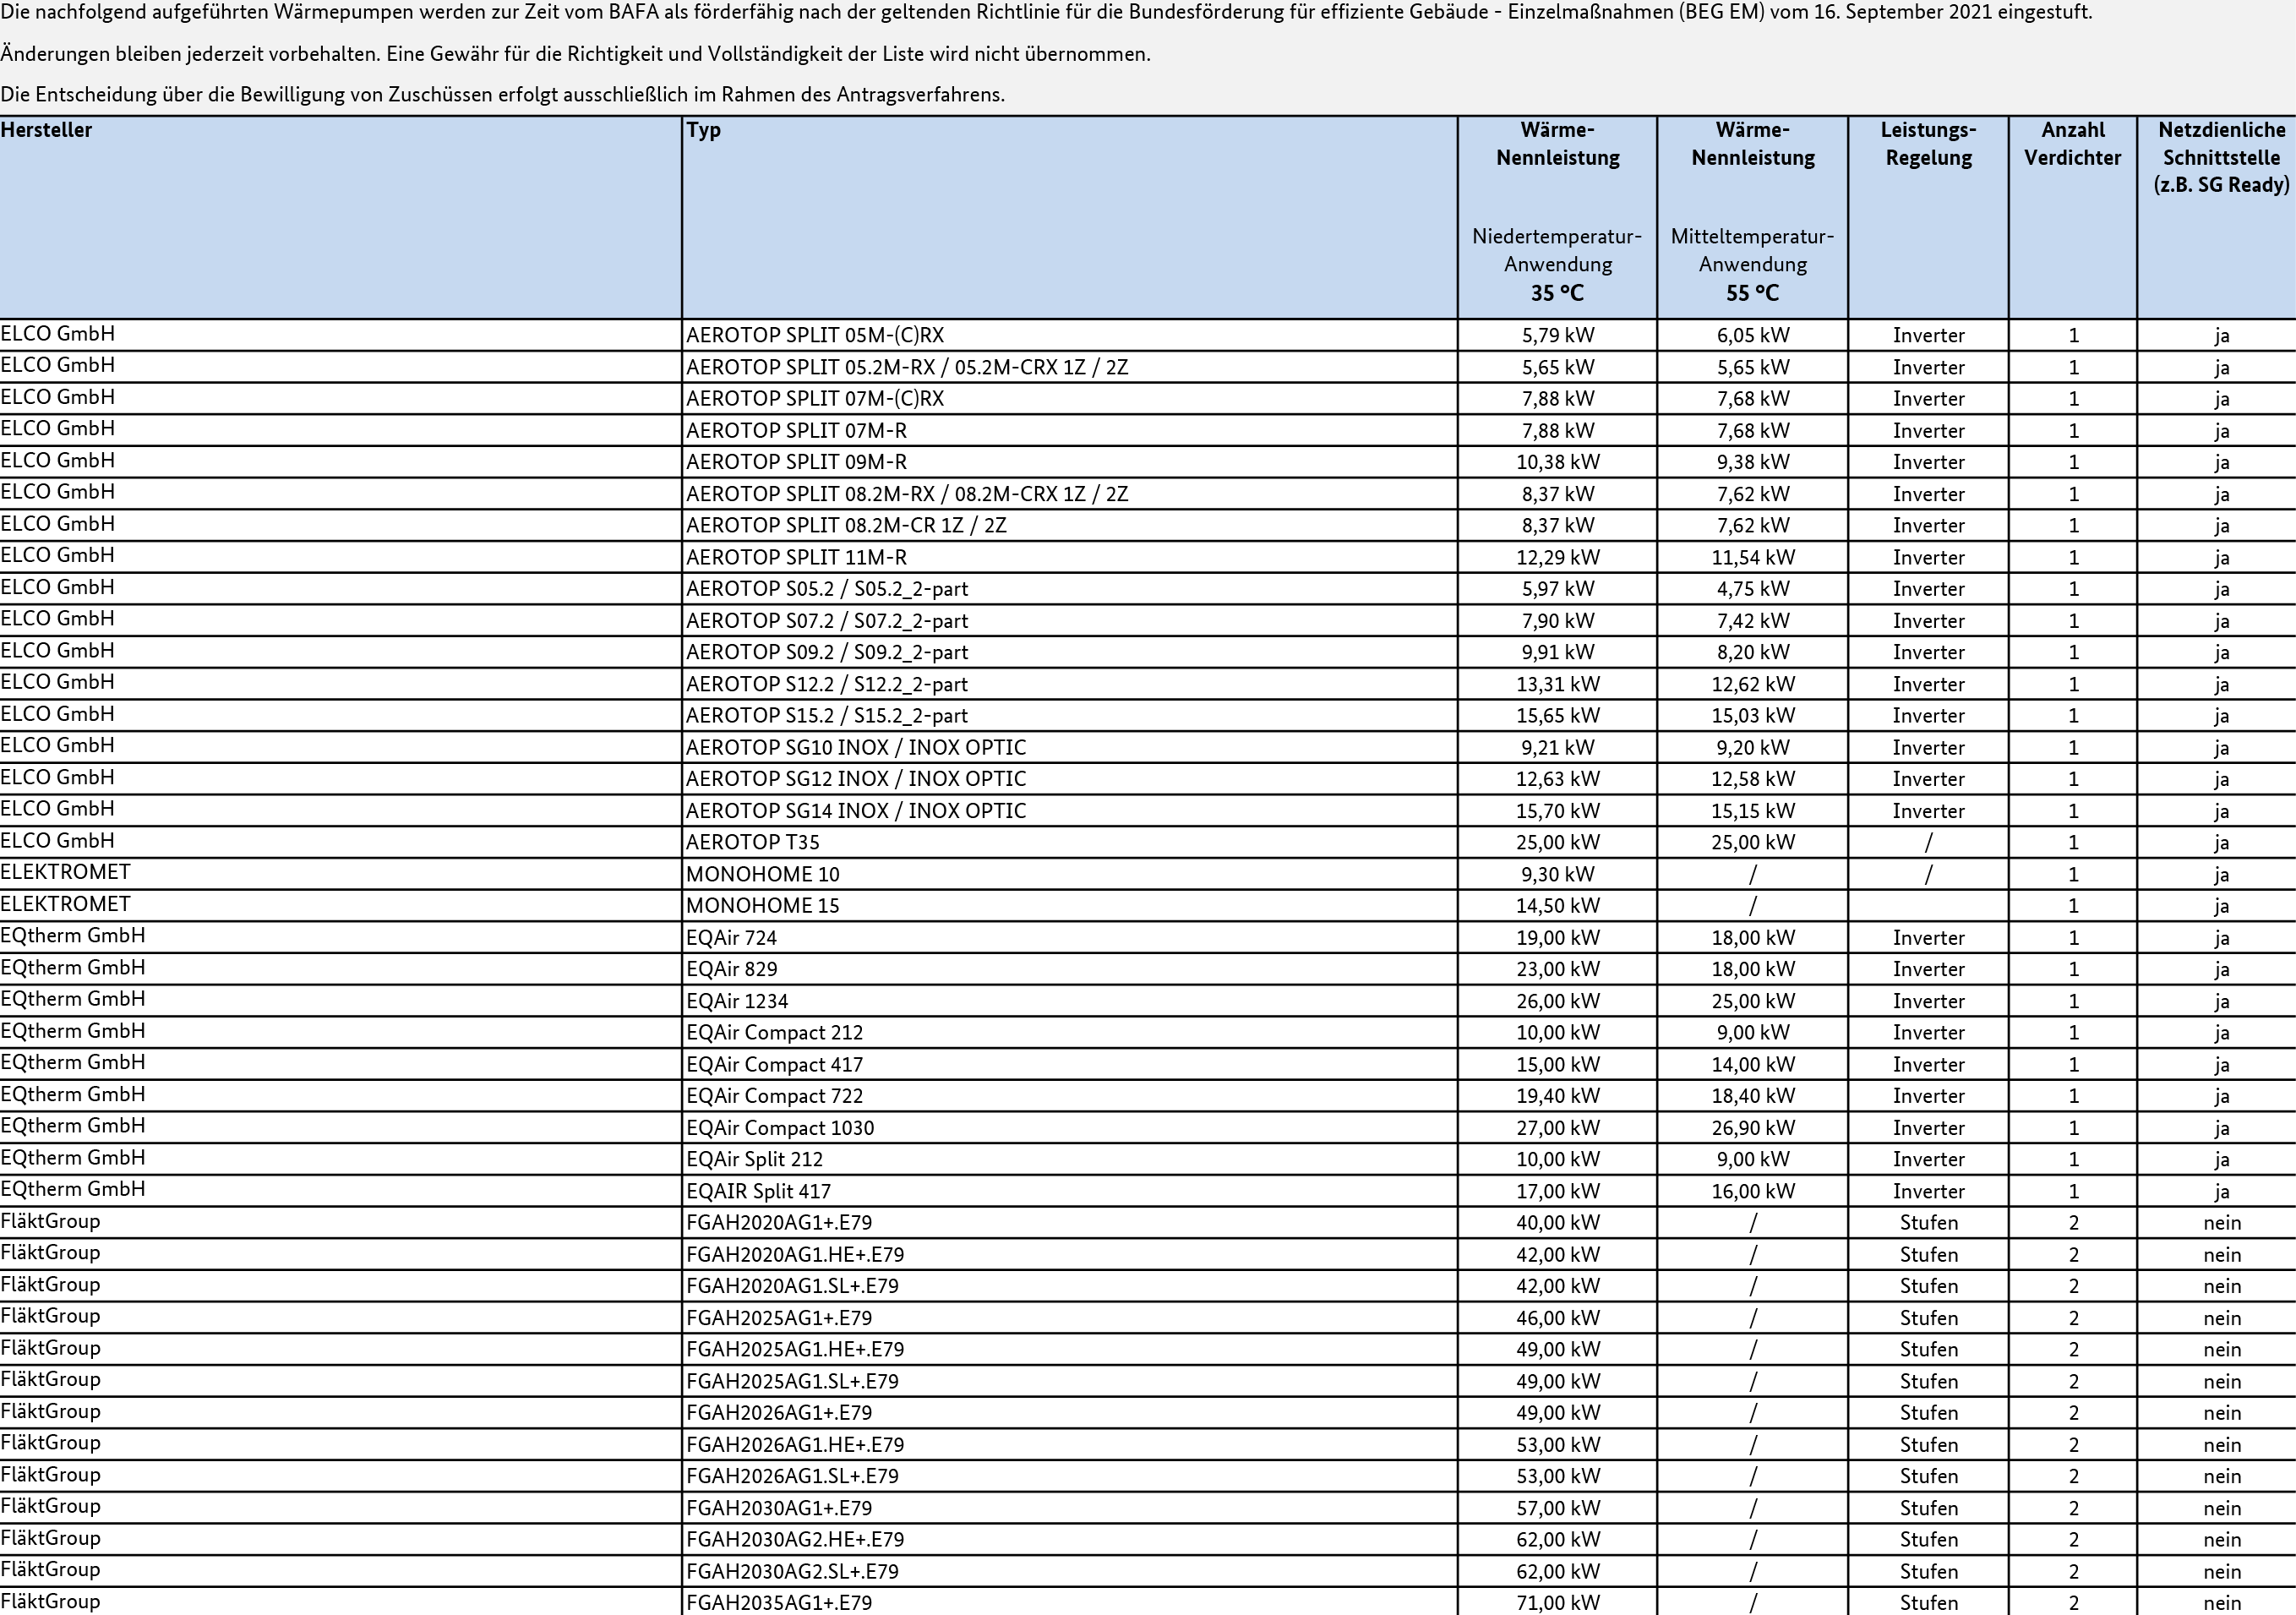 Die nachfolgend aufgeführten Wärmepumpen werden zur Zeit vom BAFA als förderfähig nach der geltenden Richtlinie für die Bundesförderung für effiziente Gebäude - Einzelmaßnahmen (BEG EM) vom 16. September 2021 eingestuft.
Änderungen bleiben jederzeit vorbehalten. Eine Gewähr für die Richtigkeit und Vollständigkeit der Liste wird nicht übernommen.
Die Entscheidung über die Bewilligung von Zuschüssen erfolgt ausschließlich im Rahmen des Antragsverfahrens.
Hersteller Typ Wärme- Wärme- Leistungs- Anzahl Netzdienliche
Nennleistung Nennleistung Regelung Verdichter Schnittstelle
(z.B. SG Ready)
Niedertemperatur- Mitteltemperatur-
Anwendung Anwendung
35 °C 55 °C
ELCO GmbH AEROTOP SPLIT 05M-(C)RX 5,79 kW 6,05 kW Inverter 1 ja
ELCO GmbH AEROTOP SPLIT 05.2M-RX / 05.2M-CRX 1Z / 2Z 5,65 kW 5,65 kW Inverter 1 ja
ELCO GmbH AEROTOP SPLIT 07M-(C)RX 7,88 kW 7,68 kW Inverter 1 ja
ELCO GmbH AEROTOP SPLIT 07M-R 7,88 kW 7,68 kW Inverter 1 ja
ELCO GmbH AEROTOP SPLIT 09M-R 10,38 kW 9,38 kW Inverter 1 ja
ELCO GmbH AEROTOP SPLIT 08.2M-RX / 08.2M-CRX 1Z / 2Z 8,37 kW 7,62 kW Inverter 1 ja
ELCO GmbH AEROTOP SPLIT 08.2M-CR 1Z / 2Z 8,37 kW 7,62 kW Inverter 1 ja
ELCO GmbH AEROTOP SPLIT 11M-R 12,29 kW 11,54 kW Inverter 1 ja
ELCO GmbH AEROTOP S05.2 / S05.2_2-part 5,97 kW 4,75 kW Inverter 1 ja
ELCO GmbH AEROTOP S07.2 / S07.2_2-part 7,90 kW 7,42 kW Inverter 1 ja
ELCO GmbH AEROTOP S09.2 / S09.2_2-part 9,91 kW 8,20 kW Inverter 1 ja
ELCO GmbH AEROTOP S12.2 / S12.2_2-part 13,31 kW 12,62 kW Inverter 1 ja
ELCO GmbH AEROTOP S15.2 / S15.2_2-part 15,65 kW 15,03 kW Inverter 1 ja
ELCO GmbH AEROTOP SG10 INOX / INOX OPTIC 9,21 kW 9,20 kW Inverter 1 ja
ELCO GmbH AEROTOP SG12 INOX / INOX OPTIC 12,63 kW 12,58 kW Inverter 1 ja
ELCO GmbH AEROTOP SG14 INOX / INOX OPTIC 15,70 kW 15,15 kW Inverter 1 ja
ELCO GmbH AEROTOP T35 25,00 kW 25,00 kW / 1 ja
ELEKTROMET MONOHOME 10 9,30 kW / / 1 ja
ELEKTROMET MONOHOME 15 14,50 kW / 1 ja
EQtherm GmbH EQAir 724 19,00 kW 18,00 kW Inverter 1 ja
EQtherm GmbH EQAir 829 23,00 kW 18,00 kW Inverter 1 ja
EQtherm GmbH EQAir 1234 26,00 kW 25,00 kW Inverter 1 ja
EQtherm GmbH EQAir Compact 212 10,00 kW 9,00 kW Inverter 1 ja
EQtherm GmbH EQAir Compact 417 15,00 kW 14,00 kW Inverter 1 ja
EQtherm GmbH EQAir Compact 722 19,40 kW 18,40 kW Inverter 1 ja
EQtherm GmbH EQAir Compact 1030 27,00 kW 26,90 kW Inverter 1 ja
EQtherm GmbH EQAir Split 212 10,00 kW 9,00 kW Inverter 1 ja
EQtherm GmbH EQAIR Split 417 17,00 kW 16,00 kW Inverter 1 ja
FläktGroup FGAH2020AG1+.E79 40,00 kW / Stufen 2 nein
FläktGroup FGAH2020AG1.HE+.E79 42,00 kW / Stufen 2 nein
FläktGroup FGAH2020AG1.SL+.E79 42,00 kW / Stufen 2 nein
FläktGroup FGAH2025AG1+.E79 46,00 kW / Stufen 2 nein
FläktGroup FGAH2025AG1.HE+.E79 49,00 kW / Stufen 2 nein
FläktGroup FGAH2025AG1.SL+.E79 49,00 kW / Stufen 2 nein
FläktGroup FGAH2026AG1+.E79 49,00 kW / Stufen 2 nein
FläktGroup FGAH2026AG1.HE+.E79 53,00 kW / Stufen 2 nein
FläktGroup FGAH2026AG1.SL+.E79 53,00 kW / Stufen 2 nein
FläktGroup FGAH2030AG1+.E79 57,00 kW / Stufen 2 nein
FläktGroup FGAH2030AG2.HE+.E79 62,00 kW / Stufen 2 nein
FläktGroup FGAH2030AG2.SL+.E79 62,00 kW / Stufen 2 nein
FläktGroup FGAH2035AG1+.E79 71,00 kW / Stufen 2 nein